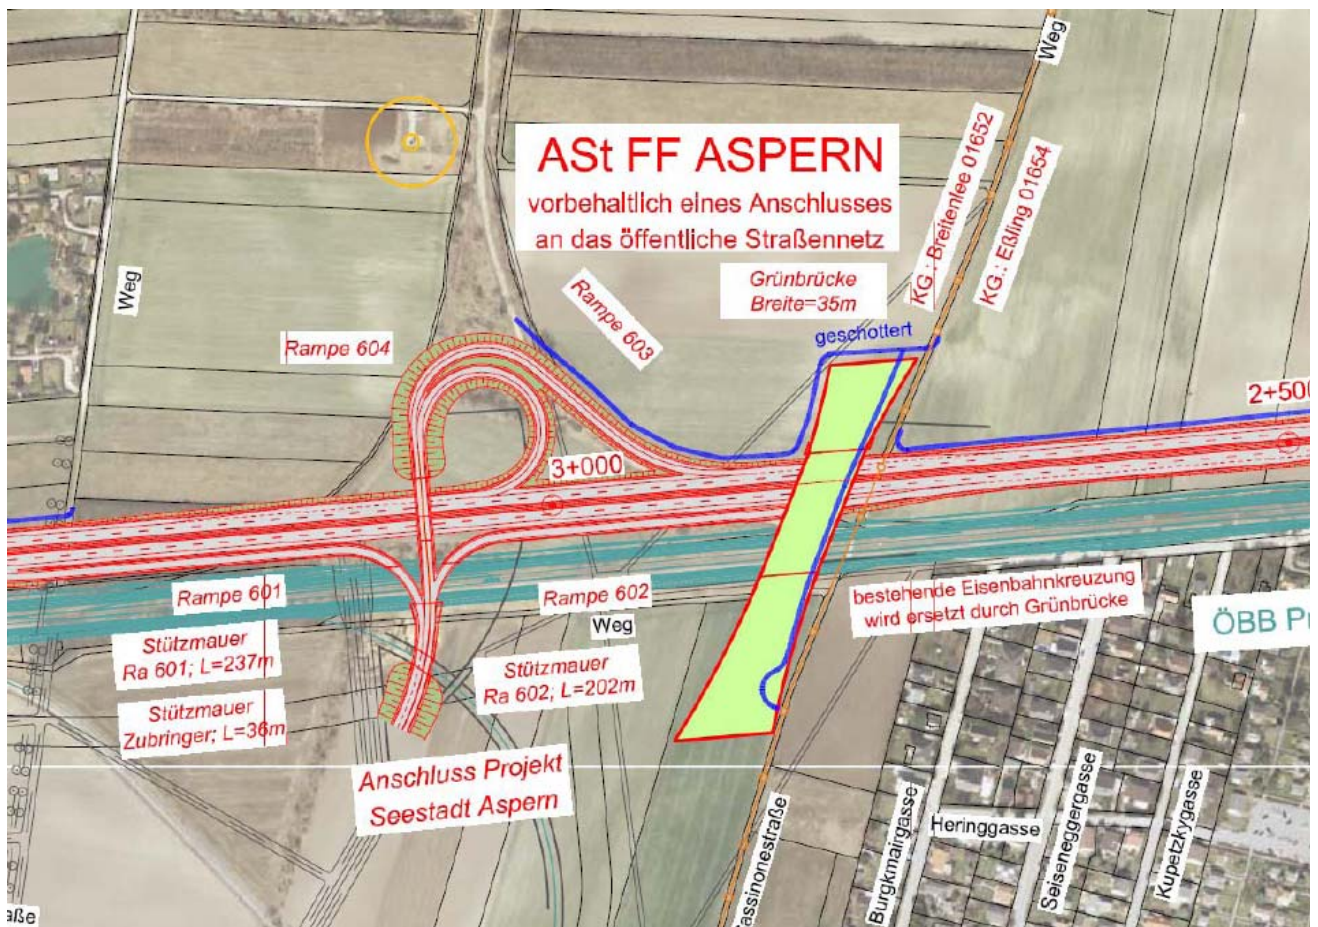 Weg
ASt FF ASPERN
vorbehaltlich eines Anschlusses
an das öffentliche Straßennetz
KG.: Breitenlee 01652
KG.: Eßling 01654
Weg
Grünbrücke
Breite=35m
Rampe 603
geschottert
Rampe 604
2+500
3+000
Rampe 601
Rampe 602
Weg
bestehende Eisenbahnkreuzung
wird ersetzt durch Grünbrücke
ÖBB
Stützmauer
Ra 601; L=237m
Stützmauer
Ra 602; L=202m
Stützmauer
Zubringer; L=36m
Anschluss Projekt
Seestadt Aspern
Heringgasse
Burgkmairgasse
Seiseneggergasse
Kupetzkygasse